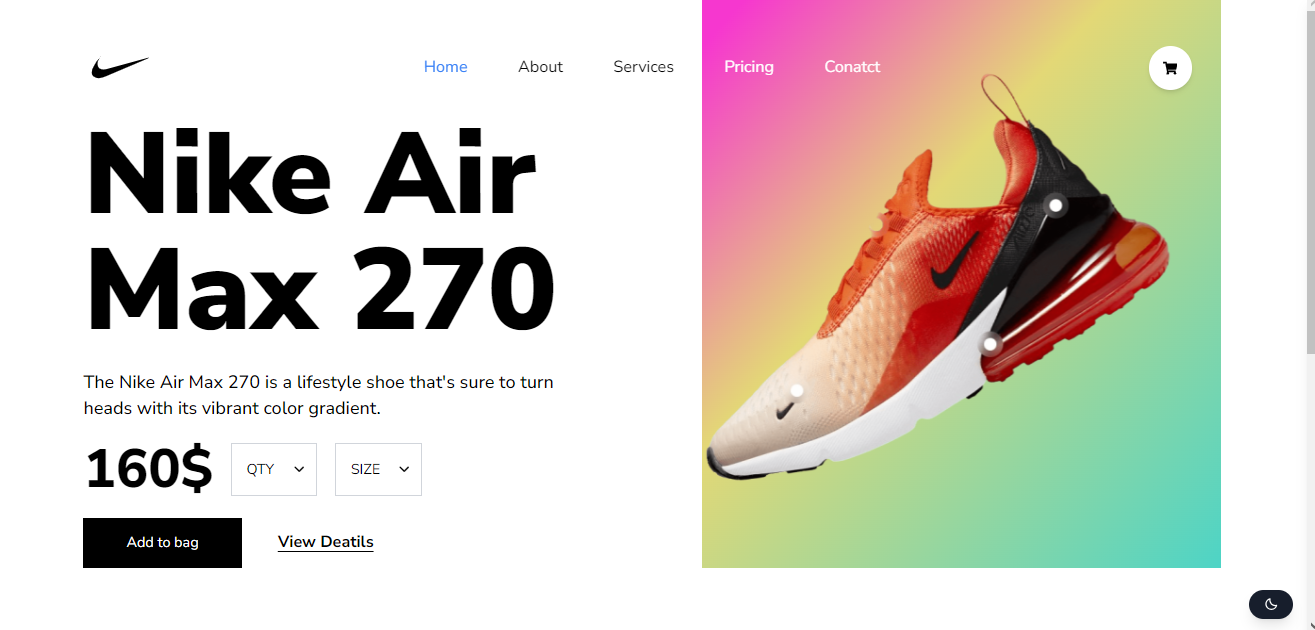 Home About Services Pricing Conatct
Nike Air
Max 270
The Nike Air Max 270 is a lifestyle shoe that's sure to turn
heads with its vibrant color gradient.
160$ QTY SIZE
Add to bag View Deatils